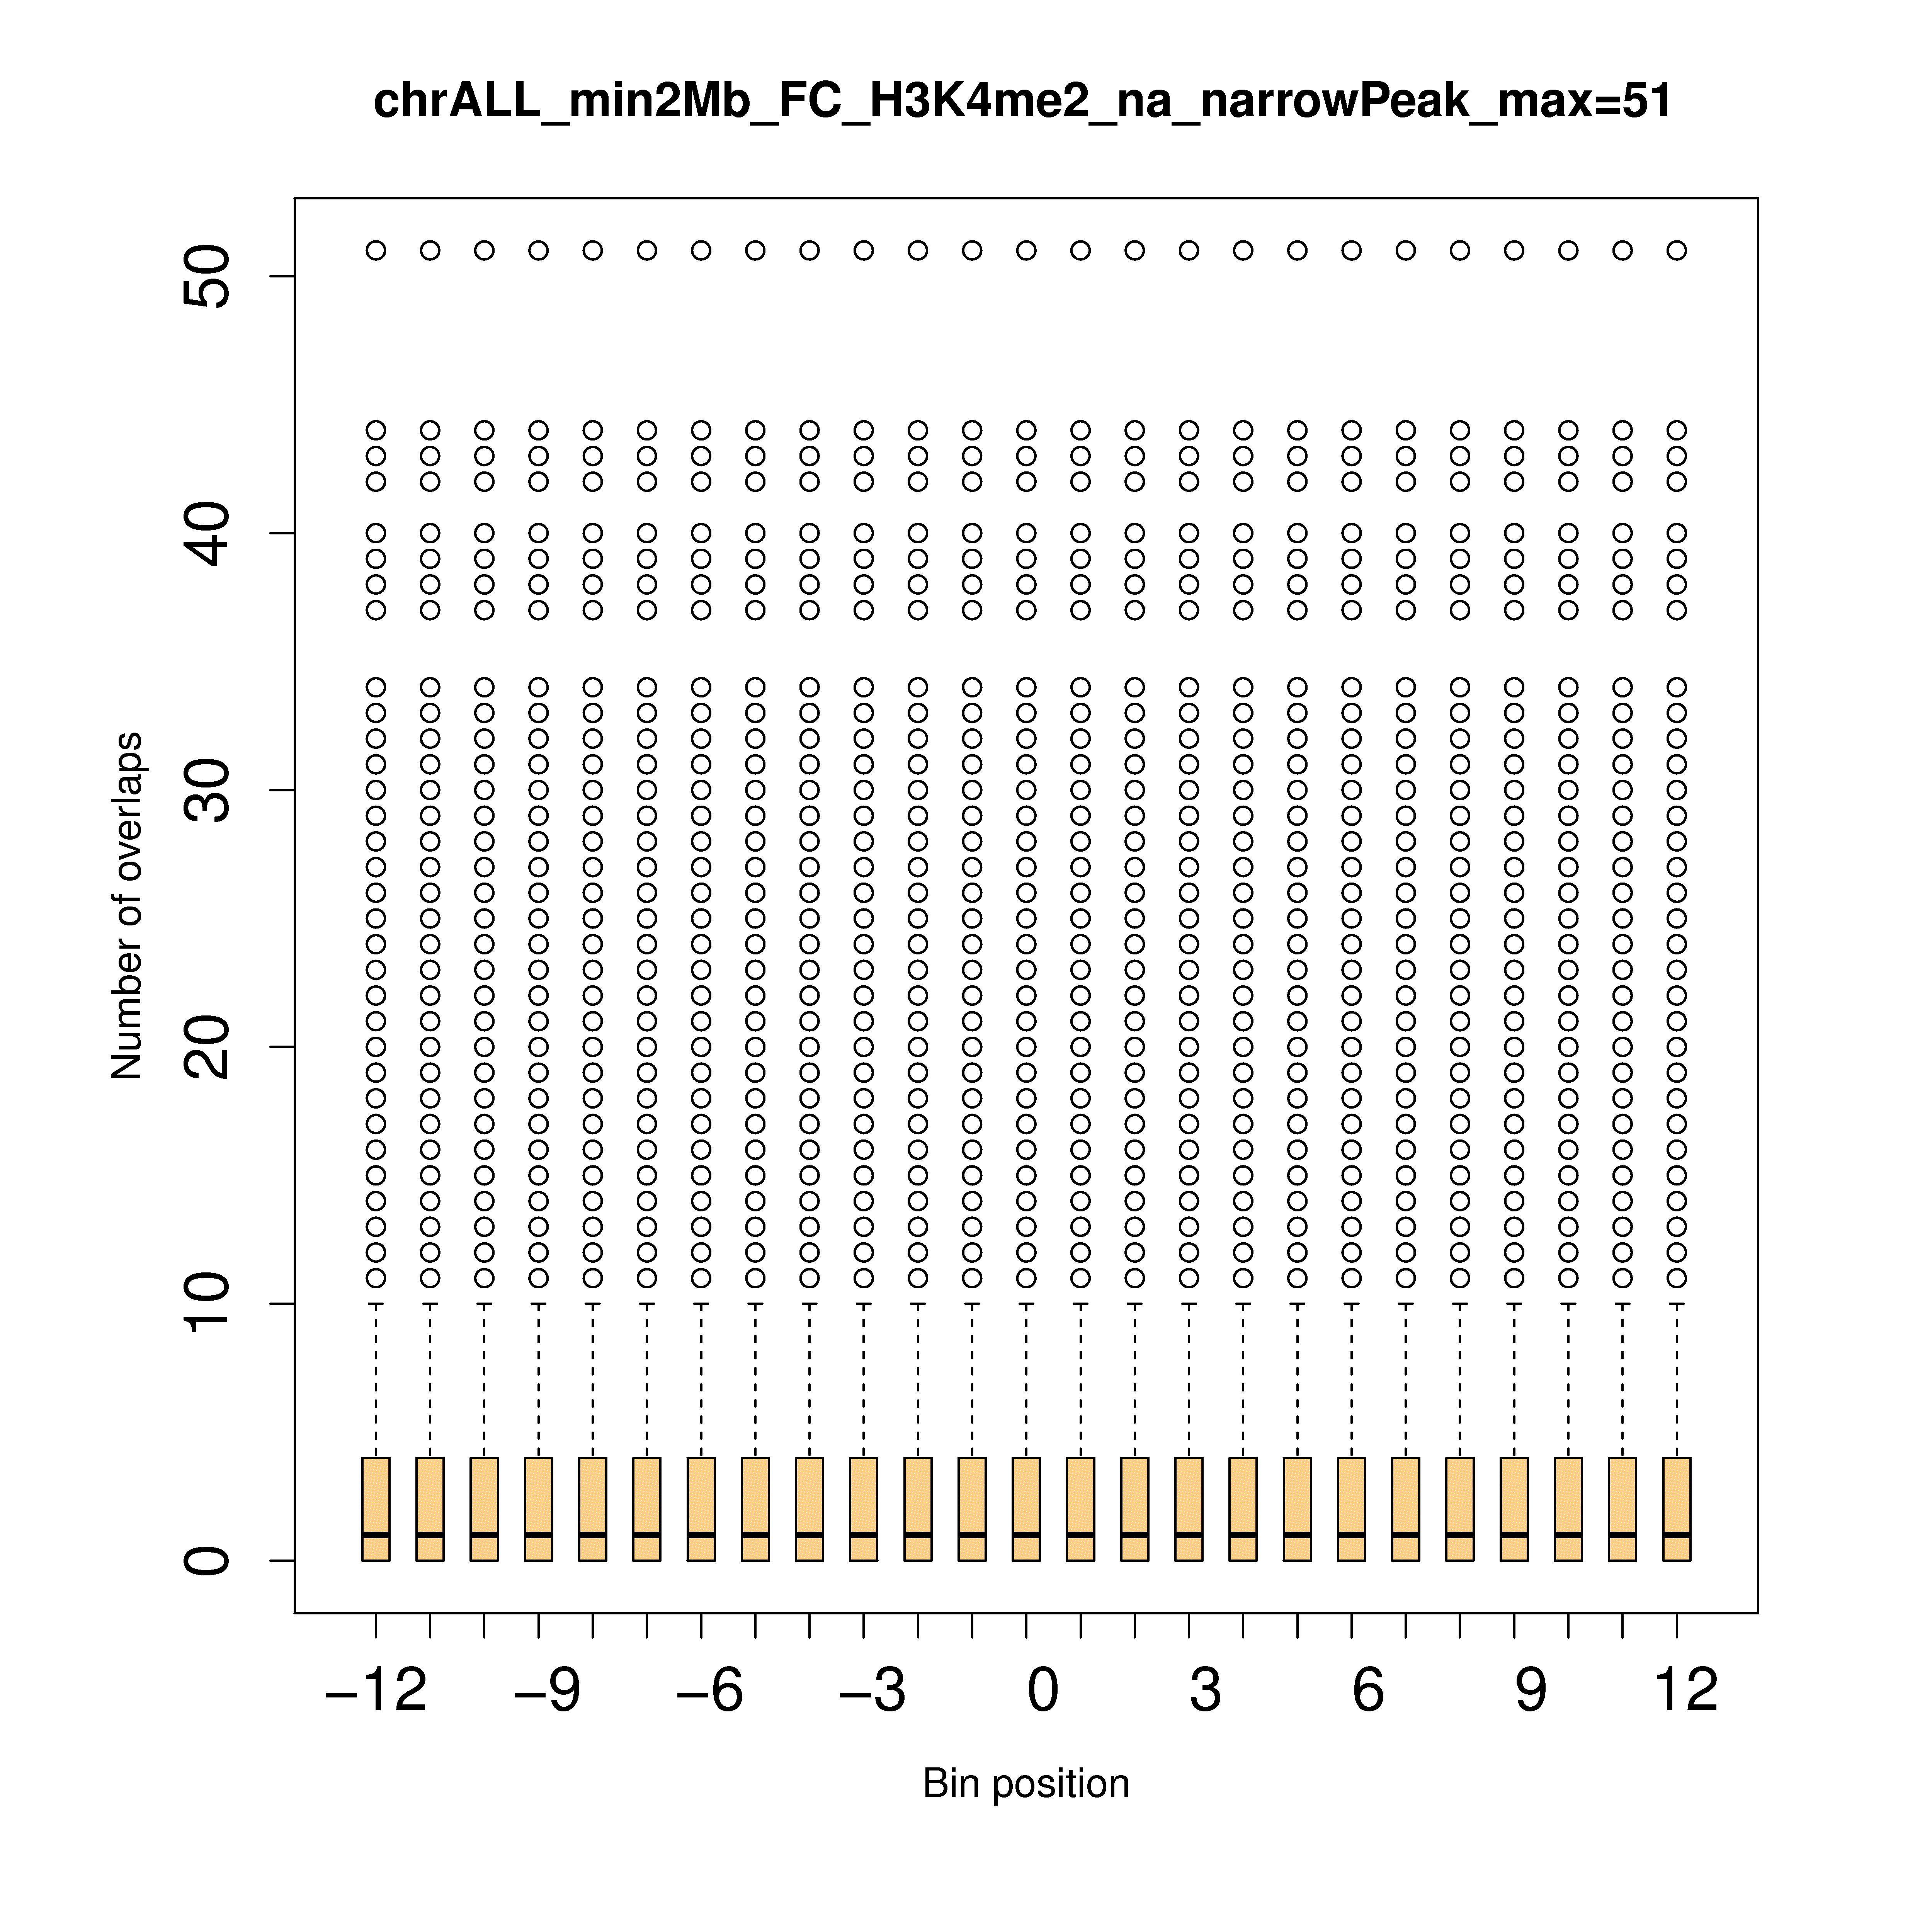 chrALL_min2Mb_FC_H3K4me2_na_narrowPeak_max=51
50
40
30
20
10
0
Number of overlaps
−12 −9 −6 −3 0 3 6 9 12
Bin position